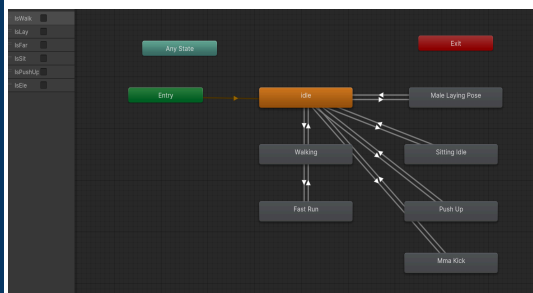 IsWalk
IsLay
IsFar
IsSit
IsPushUp
IsEle
Any State
Exit
Entry
Idle
Male Laying Pose
Walking
Sitting Idle
Fast Run
Push Up
Mma Kick